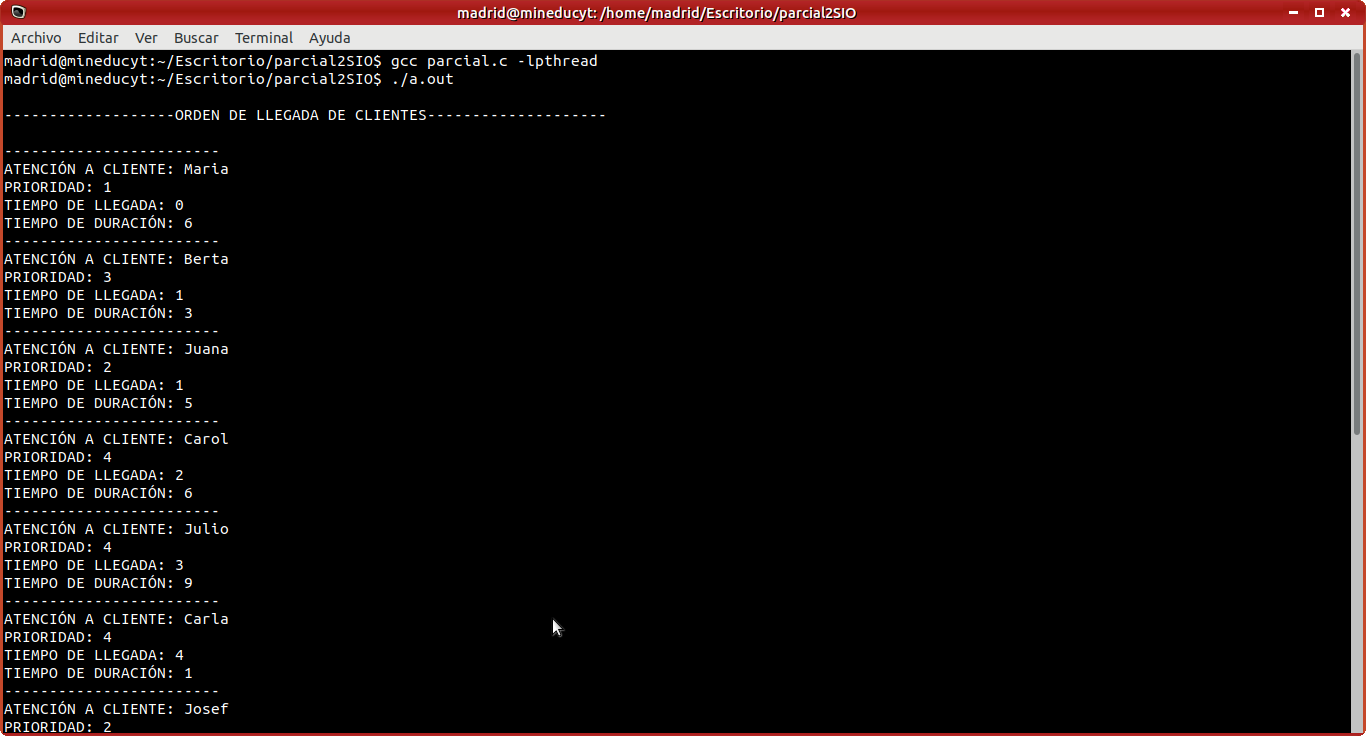 madrid@mineducyt: /home/madrid/Escritorio/parcial2SIO
Archivo Editar Ver Buscar Terminal Ayuda
madrid@mineducyt:~/Escritorio/parcial2SIO$ gcc parcial.c -lpthread
madrid@mineducyt:~/Escritorio/parcial2SIO$ ./a.out
-------------------ORDEN DE LLEGADA DE CLIENTES--------------------
------------------------
ATENCIÓN A CLIENTE: Maria
PRIORIDAD: 1
TIEMPO DE LLEGADA: 0
TIEMPO DE DURACIÓN: 6
------------------------
ATENCIÓN A CLIENTE: Berta
PRIORIDAD: 3
TIEMPO DE LLEGADA: 1
TIEMPO DE DURACIÓN: 3
------------------------
ATENCIÓN A CLIENTE: Juana
PRIORIDAD: 2
TIEMPO DE LLEGADA: 1
TIEMPO DE DURACIÓN: 5
------------------------
ATENCIÓN A CLIENTE: Carol
PRIORIDAD: 4
TIEMPO DE LLEGADA: 2
TIEMPO DE DURACIÓN: 6
------------------------
ATENCIÓN A CLIENTE: Julio
PRIORIDAD: 4
TIEMPO DE LLEGADA: 3
TIEMPO DE DURACIÓN: 9
------------------------
ATENCIÓN A CLIENTE: Carla
PRIORIDAD: 4
TIEMPO DE LLEGADA: 4
TIEMPO DE DURACIÓN: 1
------------------------
ATENCIÓN A CLIENTE: Josef
PRIORIDAD: 2